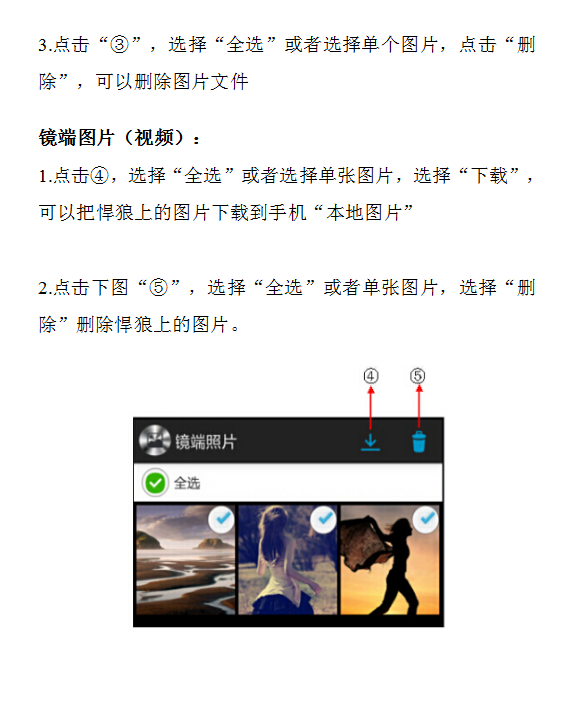 3.点击“③”，选择“全选”或者选择单个图片，点击“删
除”，可以删除图片文件
镜端图片（视频）：
1.点击④，选择“全选”或者选择单张图片，选择“下载”，
可以把悍狼上的图片下载到手机“本地图片”
2.点击下图“⑤”，选择“全选”或者单张图片，选择“删
除”删除悍狼上的图片。
④ ⑤
镜端照片
全选